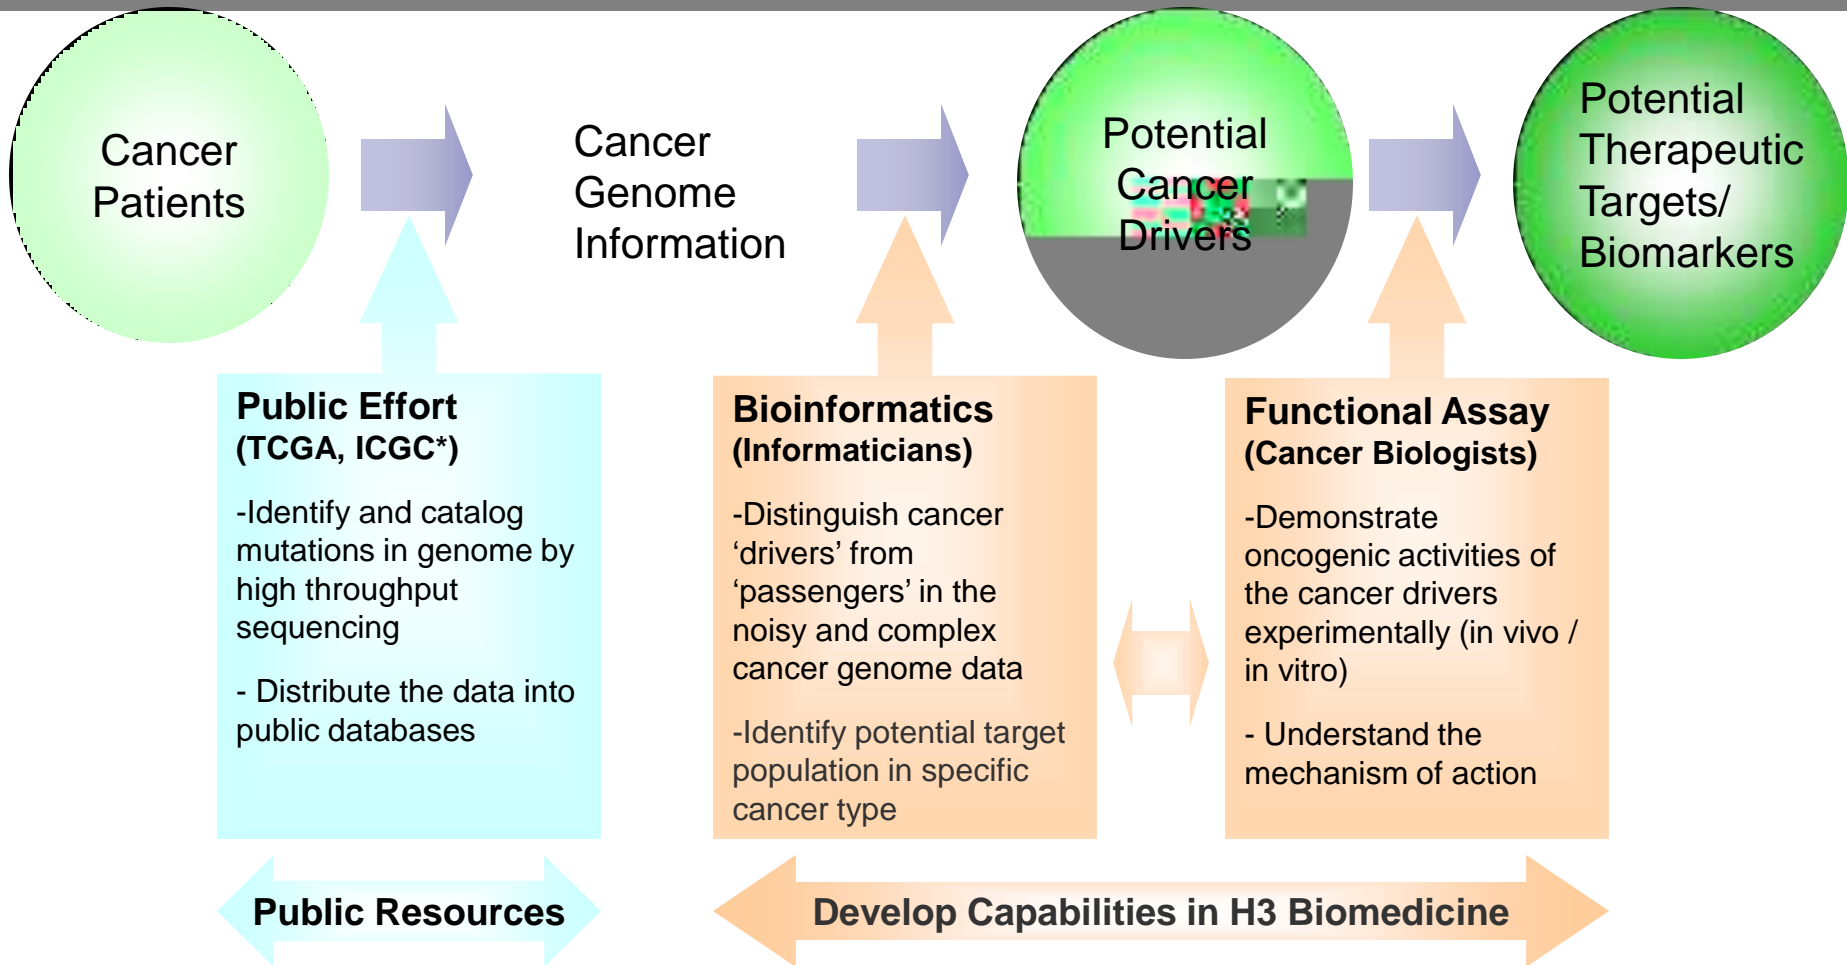 Cancer
Patients
Cancer
Genome
Information
Potential
Cancer
Drivers
Potential
Therapeutic
Targets/
Biomarkers
Public Effort
(TCGA, ICGC*)
-Identify and catalog
mutations in genome by
high throughput
sequencing
- Distribute the data into
public databases
Bioinformatics
(Informaticians)
-Distinguish cancer
‘drivers’ from
‘passengers’ in the
noisy and complex
cancer genome data
-Identify potential target
population in specific
cancer type
Functional Assay
(Cancer Biologists)
-Demonstrate
oncogenic activities of
the cancer drivers
experimentally (in vivo /
in vitro)
- Understand the
mechanism of action
Public Resources
Develop Capabilities in H3 Biomedicine